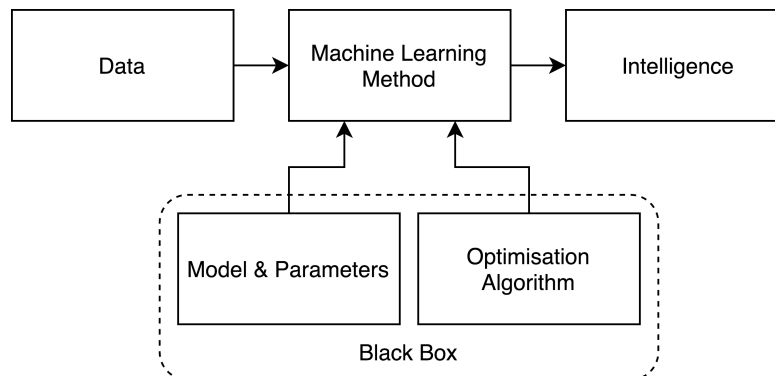 Data
Machine Learning
Method
Intelligence
Model & Parameters
Optimisation
Algorithm
Black Box